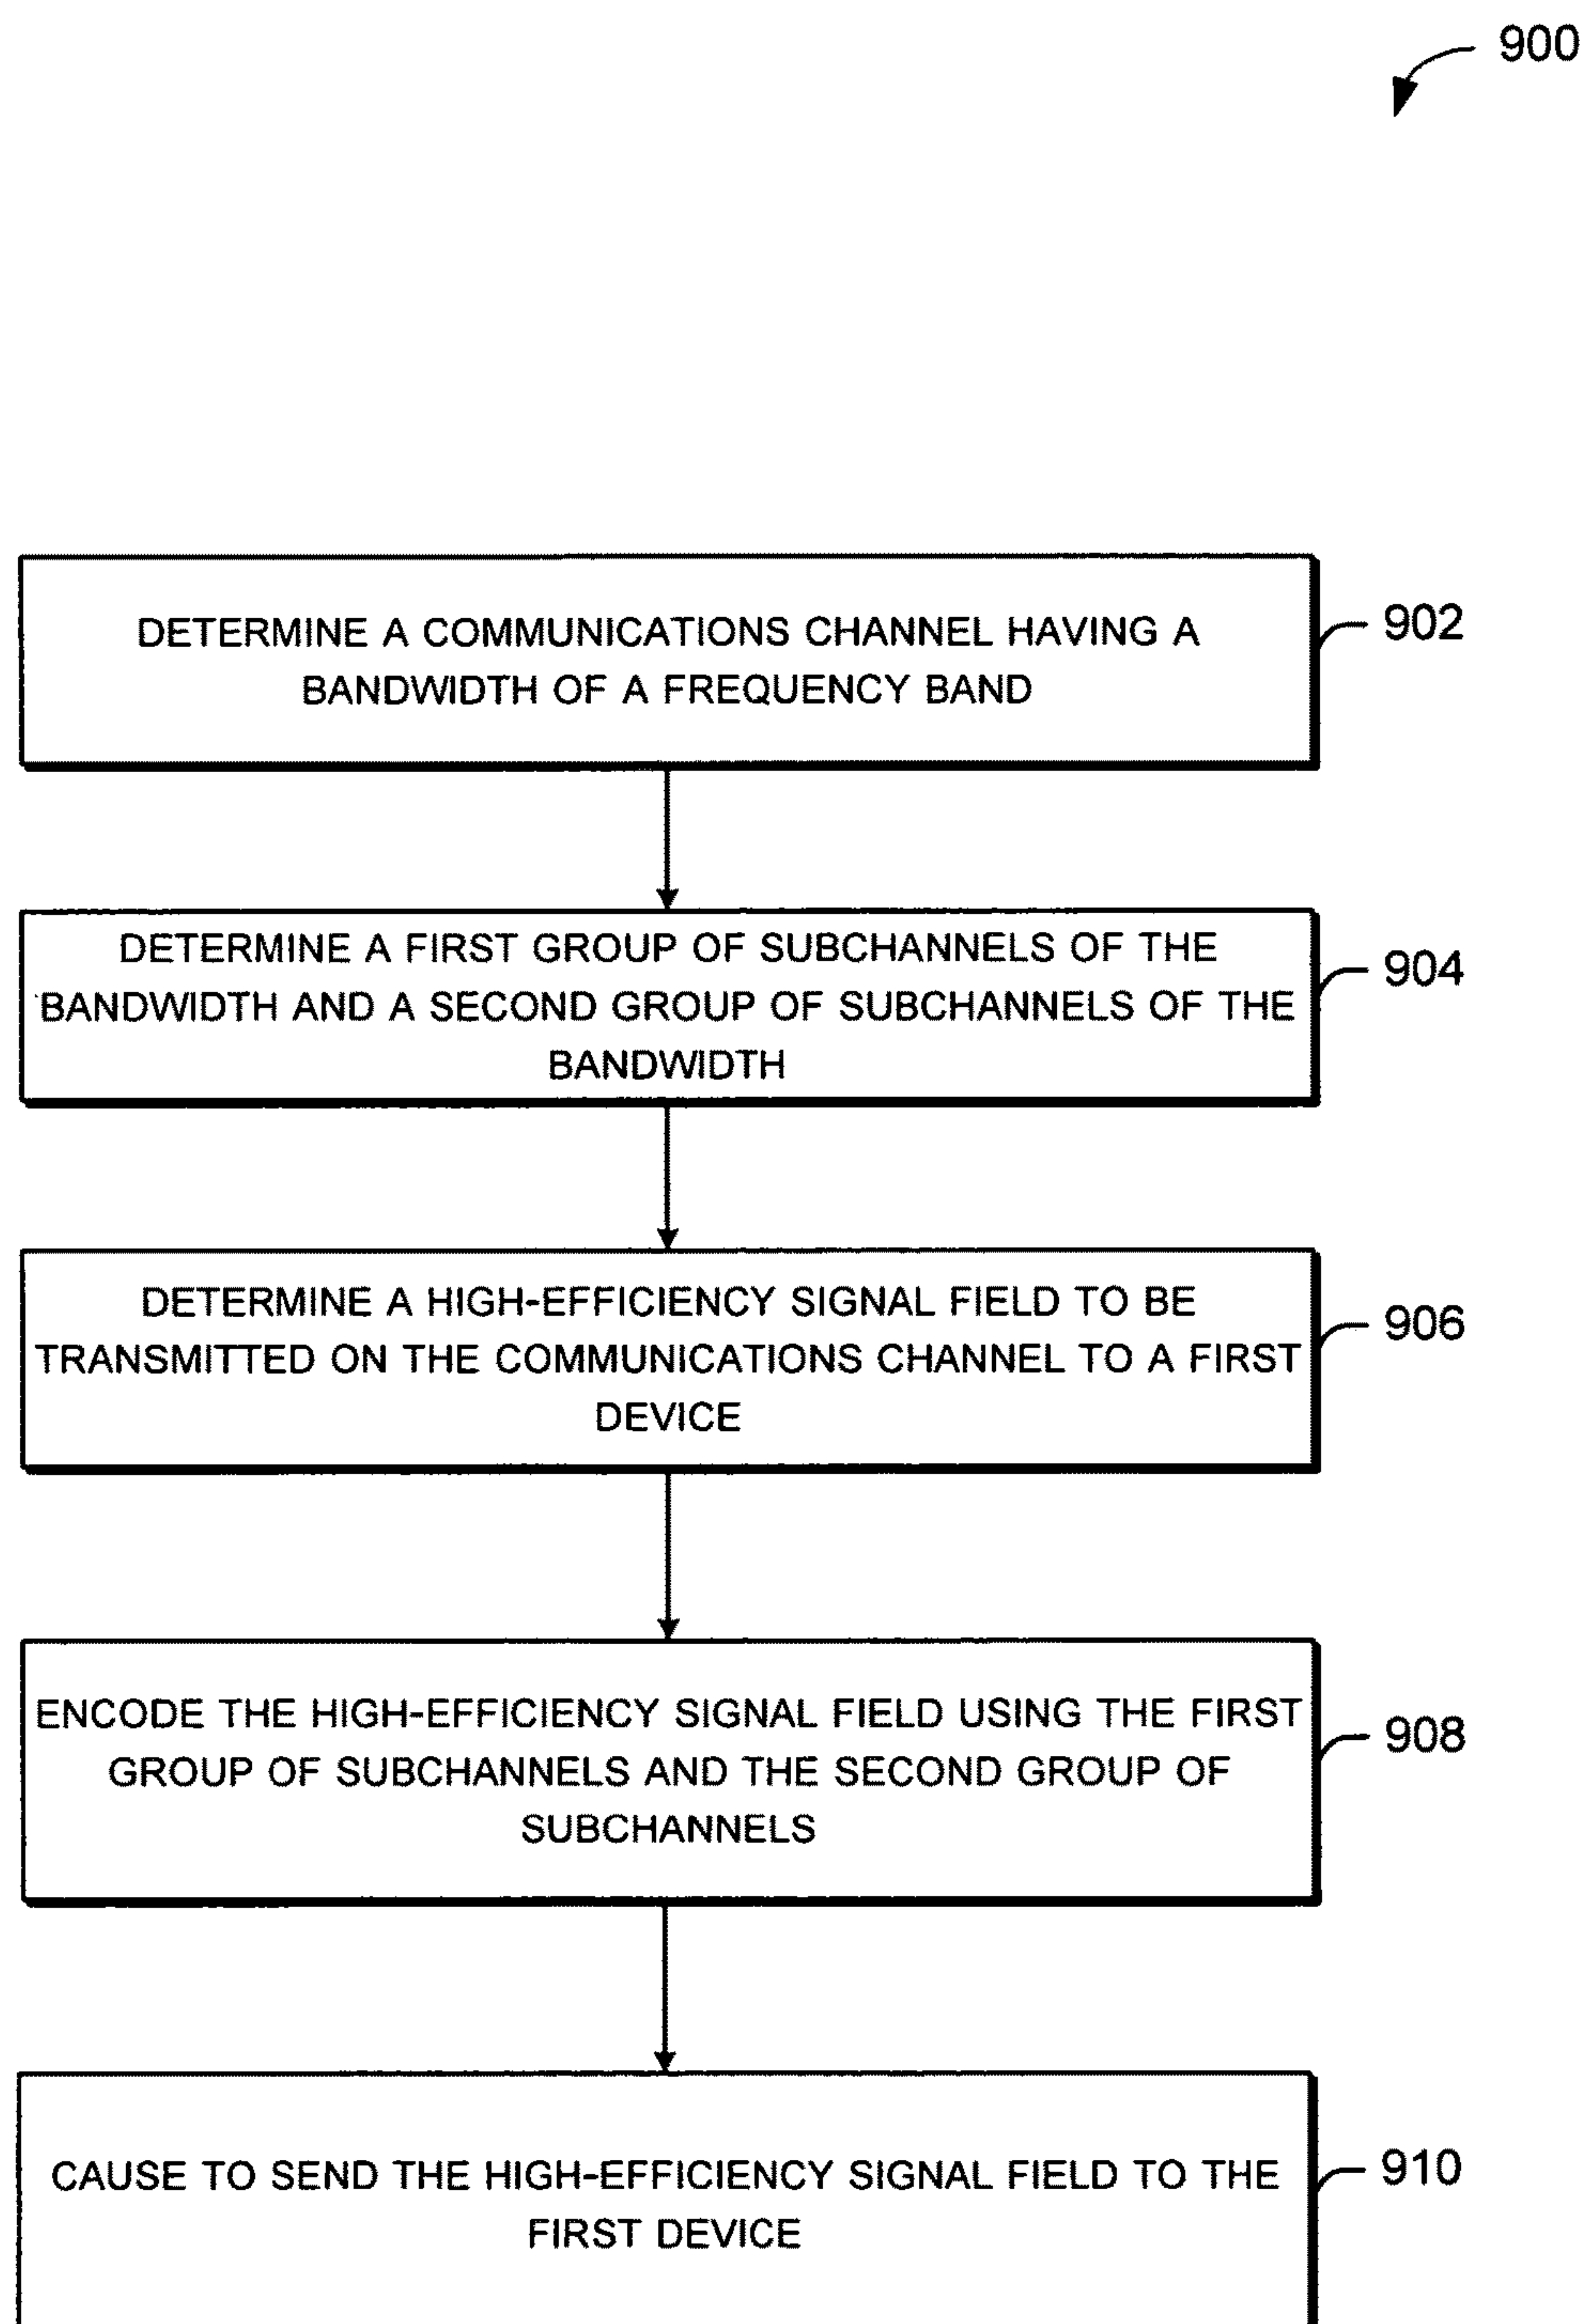 900
DETERMINE A COMMUNICATIONS CHANNEL HAVING A
BANDWIDTH OF A FREQUENCY BAND
902
DETERMINE A FIRST GROUP OF SUBCHANNELS OF THE
BANDWIDTH AND A SECOND GROUP OF SUBCHANNELS OF THE
BANDWIDTH
904
DETERMINE A HIGH-EFFICIENCY SIGNAL FIELD TO BE
TRANSMITTED ON THE COMMUNICATIONS CHANNEL TO A FIRST
DEVICE
906
ENCODE THE HIGH-EFFICIENCY SIGNAL FIELD USING THE FIRST
GROUP OF SUBCHANNELS AND THE SECOND GROUP OF
SUBCHANNELS
908
CAUSE TO SEND THE HIGH-EFFICIENCY SIGNAL FIELD TO THE
FIRST DEVICE
910